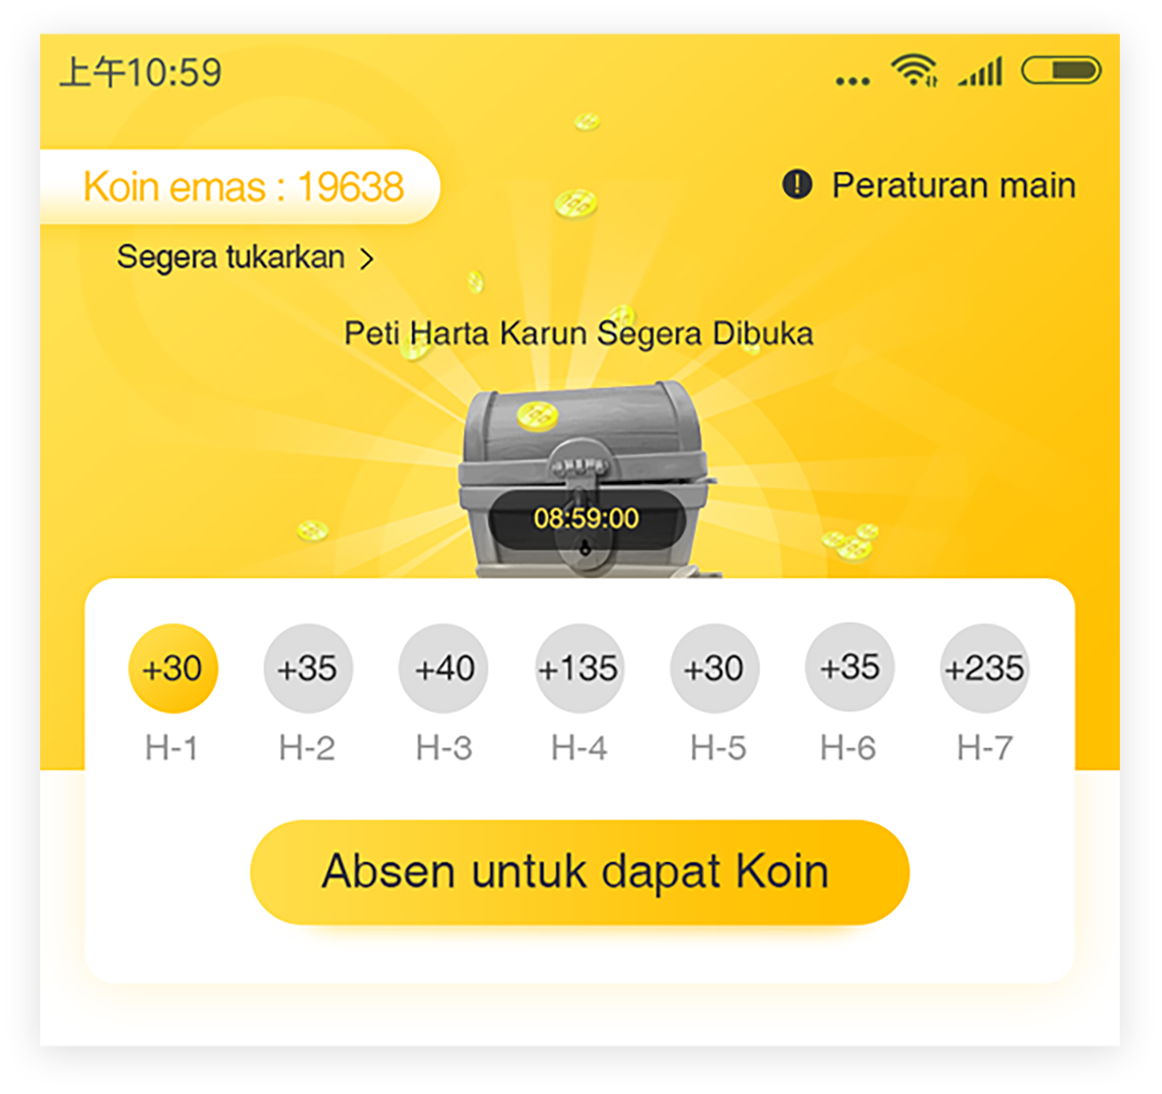 上午10:59
Koin emas : 19638
Peraturan main
Segera tukarkan >
Peti Harta Karun Segera Dibuka
08:59:00
+30 +35 +40 +135 +30 +35 +235
H-1 H-2 H-3 H-4 H-5 H-6 H-7
Absen untuk dapat Koin